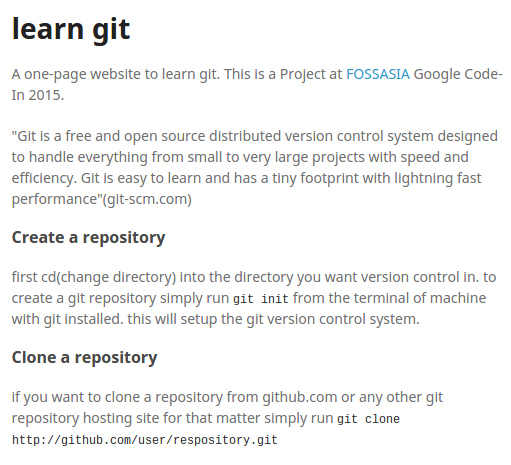 learn git
A one-page website to learn git. This is a Project at FOSSASIA Google Code-
In 2015.
"Git is a free and open source distributed version control system designed
to handle everything from small to very large projects with speed and
efficiency. Git is easy to learn and has a tiny footprint with lightning fast
performance"(git-scm.com)
Create a repository
first cd(change directory) into the directory you want version control in. to
create a git repository simply run git init from the terminal of machine
with git installed. this will setup the git version control system.
Clone a repository
if you want to clone a repository from github.com or any other git
repository hosting site for that matter simply run git clone
http://github.com/user/respository.git